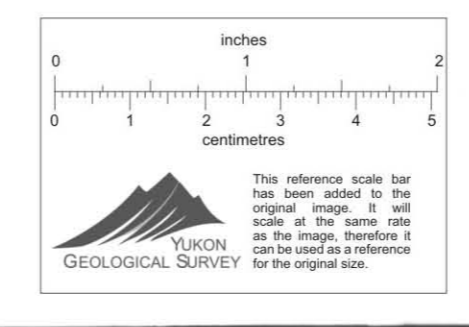 inches
0 1 2
0 1 2 3 4 5
centimetres
This reference scale bar
has been added to the
original image. It will
scale at the same rate
as the image, therefore it
can be used as a reference
for the original size.
YUKON
GEOLOGICAL SURVEY